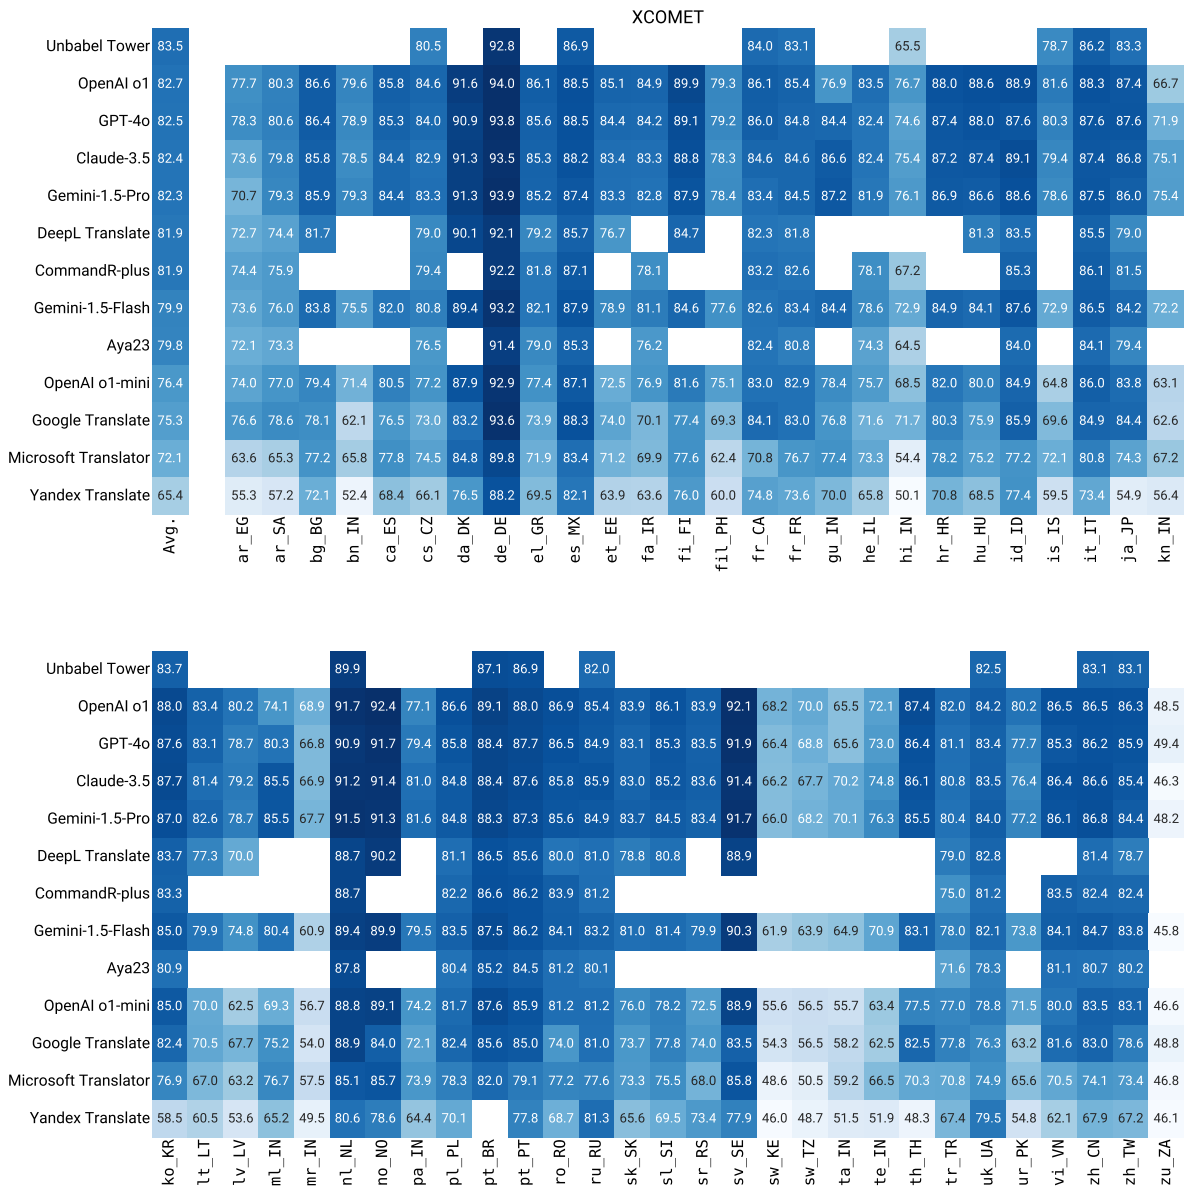 XCOMET
Unbabel Tower 83.5 80.5 92.8 86.9 84.0 83.1 65.5 78.7 86.2 83.3
OpenAI o1 82.7 77.7 80.3 86.6 79.6 85.8 84.6 91.6 94.0 86.1 88.5 85.1 84.9 89.9 79.3 86.1 85.4 76.9 83.5 76.7 88.0 88.6 88.9 81.6 88.3 87.4 66.7
GPT-4o 82.5 78.3 80.6 86.4 78.9 85.3 84.0 90.9 93.8 85.6 88.5 84.4 84.2 89.1 79.2 86.0 84.8 84.4 82.4 74.6 87.4 88.0 87.6 80.3 87.6 87.6 71.9
Claude-3.5 82.4 73.6 79.8 85.8 78.5 84.4 82.9 91.3 93.5 85.3 88.2 83.4 83.3 88.8 78.3 84.6 84.6 86.6 82.4 75.4 87.2 87.4 89.1 79.4 87.4 86.8 75.1
Gemini-1.5-Pro 82.3 70.7 79.3 85.9 79.3 84.4 83.3 91.3 93.9 85.2 87.4 83.3 82.8 87.9 78.4 83.4 84.5 87.2 81.9 76.1 86.9 86.6 88.6 78.6 87.5 86.0 75.4
DeepL Translate 81.9 72.7 74.4 81.7 79.0 90.1 92.1 79.2 85.7 76.7 84.7 82.3 81.8 81.3 83.5 85.5 79.0
CommandR-plus 81.9 74.4 75.9 79.4 92.2 81.8 87.1 78.1 83.2 82.6 78.1 67.2 85.3 86.1 81.5
Gemini-1.5-Flash 79.9 73.6 76.0 83.8 75.5 82.0 80.8 89.4 93.2 82.1 87.9 78.9 81.1 84.6 77.6 82.6 83.4 84.4 78.6 72.9 84.9 84.1 87.6 72.9 86.5 84.2 72.2
Aya23 79.8 72.1 73.3 76.5 91.4 79.0 85.3 76.2 82.4 80.8 74.3 64.5 84.0 84.1 79.4
OpenAI o1-mini 76.4 74.0 77.0 79.4 71.4 80.5 77.2 87.9 92.9 77.4 87.1 72.5 76.9 81.6 75.1 83.0 82.9 78.4 75.7 68.5 82.0 80.0 84.9 64.8 86.0 83.8 63.1
Google Translate 75.3 76.6 78.6 78.1 62.1 76.5 73.0 83.2 93.6 73.9 88.3 74.0 70.1 77.4 69.3 84.1 83.0 76.8 71.6 71.7 80.3 75.9 85.9 69.6 84.9 84.4 62.6
Microsoft Translator 72.1 63.6 65.3 77.2 65.8 77.8 74.5 84.8 89.8 71.9 83.4 71.2 69.9 77.6 62.4 70.8 76.7 77.4 73.3 54.4 78.2 75.2 77.2 72.1 80.8 74.3 67.2
Yandex Translate 65.4 55.3 57.2 72.1 52.4 68.4 66.1 76.5 88.2 69.5 82.1 63.9 63.6 76.0 60.0 74.8 73.6 70.0 65.8 50.1 70.8 68.5 77.4 59.5 73.4 54.9 56.4
Avg. ar_EG ar_SA bg_BG bn_IN ca_ES cs_CZ da_DK de_DE el_GR es_MX et_EE fa_IR fi_FI fil_PH fr_CA fr_FR gu_IN he_IL hi_IN hr_HR hu_HU id_ID is_IS it_IT ja_JP kn_IN
Unbabel Tower 83.7 89.9 87.1 86.9 82.0 82.5 83.1 83.1
OpenAI o1 88.0 83.4 80.2 74.1 68.9 91.7 92.4 77.1 86.6 89.1 88.0 86.9 85.4 83.9 86.1 83.9 92.1 68.2 70.0 65.5 72.1 87.4 82.0 84.2 80.2 86.5 86.5 86.3 48.5
GPT-4o 87.6 83.1 78.7 80.3 66.8 90.9 91.7 79.4 85.8 88.4 87.7 86.5 84.9 83.1 85.3 83.5 91.9 66.4 68.8 65.6 73.0 86.4 81.1 83.4 77.7 85.3 86.2 85.9 49.4
Claude-3.5 87.7 81.4 79.2 85.5 66.9 91.2 91.4 81.0 84.8 88.4 87.6 85.8 85.9 83.0 85.2 83.6 91.4 66.2 67.7 70.2 74.8 86.1 80.8 83.5 76.4 86.4 86.6 85.4 46.3
Gemini-1.5-Pro 87.0 82.6 78.7 85.5 67.7 91.5 91.3 81.6 84.8 88.3 87.3 85.6 84.9 83.7 84.5 83.4 91.7 66.0 68.2 70.1 76.3 85.5 80.4 84.0 77.2 86.1 86.8 84.4 48.2
DeepL Translate 83.7 77.3 70.0 88.7 90.2 81.1 86.5 85.6 80.0 81.0 78.8 80.8 88.9 79.0 82.8 81.4 78.7
CommandR-plus 83.3 88.7 82.2 86.6 86.2 83.9 81.2 75.0 81.2 83.5 82.4 82.4
Gemini-1.5-Flash 85.0 79.9 74.8 80.4 60.9 89.4 89.9 79.5 83.5 87.5 86.2 84.1 83.2 81.0 81.4 79.9 90.3 61.9 63.9 64.9 70.9 83.1 78.0 82.1 73.8 84.1 84.7 83.8 45.8
Aya23 80.9 87.8 80.4 85.2 84.5 81.2 80.1 71.6 78.3 81.1 80.7 80.2
OpenAI o1-mini 85.0 70.0 62.5 69.3 56.7 88.8 89.1 74.2 81.7 87.6 85.9 81.2 81.2 76.0 78.2 72.5 88.9 55.6 56.5 55.7 63.4 77.5 77.0 78.8 71.5 80.0 83.5 83.1 46.6
Google Translate 82.4 70.5 67.7 75.2 54.0 88.9 84.0 72.1 82.4 85.6 85.0 74.0 81.0 73.7 77.8 74.0 83.5 54.3 56.5 58.2 62.5 82.5 77.8 76.3 63.2 81.6 83.0 78.6 48.8
Microsoft Translator 76.9 67.0 63.2 76.7 57.5 85.1 85.7 73.9 78.3 82.0 79.1 77.2 77.6 73.3 75.5 68.0 85.8 48.6 50.5 59.2 66.5 70.3 70.8 74.9 65.6 70.5 74.1 73.4 46.8
Yandex Translate 58.5 60.5 53.6 65.2 49.5 80.6 78.6 64.4 70.1 77.8 68.7 81.3 65.6 69.5 73.4 77.9 46.0 48.7 51.5 51.9 48.3 67.4 79.5 54.8 62.1 67.9 67.2 46.1
ko_KR lt_LT lv_LV ml_IN mr_IN nl_NL no_NO pa_IN pl_PL pt_BR pt_PT ro_RO ru_RU sk_SK sl_SI sr_RS sv_SE sw_KE sw_TZ ta_IN te_IN th_TH tr_TR uk_UA ur_PK vi_VN zh_CN zh_TW zu_ZA